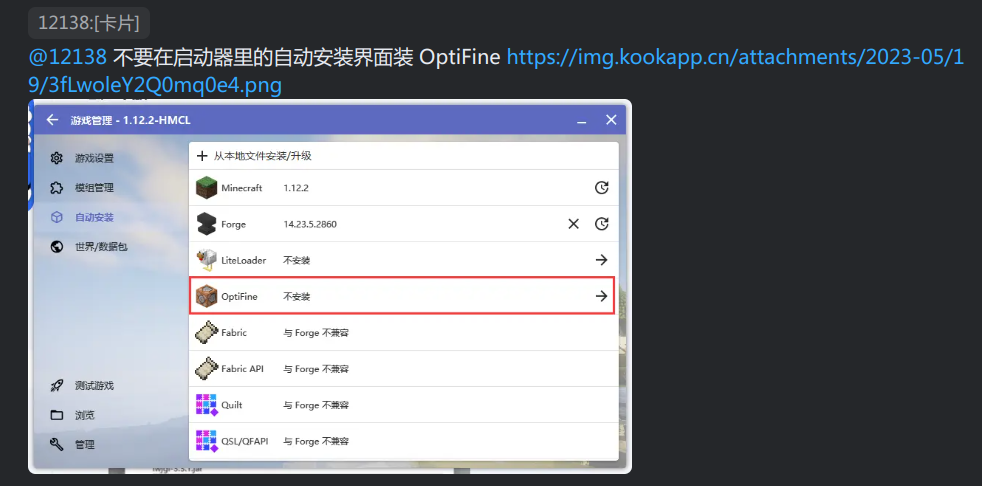 12138:[卡片]
@12138 不要在启动器里的自动安装界面装 OptiFine https://img.kookapp.cn/attachments/2023-05/1
9/3fLwoleY2Q0mq0e4.png
游戏管理 - 1.12.2-HMCL
游戏设置
模组管理
自动安装
世界/数据包
测试游戏
浏览
管理
从本地文件安装/升级
Minecraft 1.12.2
Forge 14.23.5.2860
LiteLoader 不安装
OptiFine 不安装
Fabric 与 Forge 不兼容
Fabric API 与 Forge 不兼容
Quilt 与 Forge 不兼容
QSL/QFAPI 与 Forge 不兼容